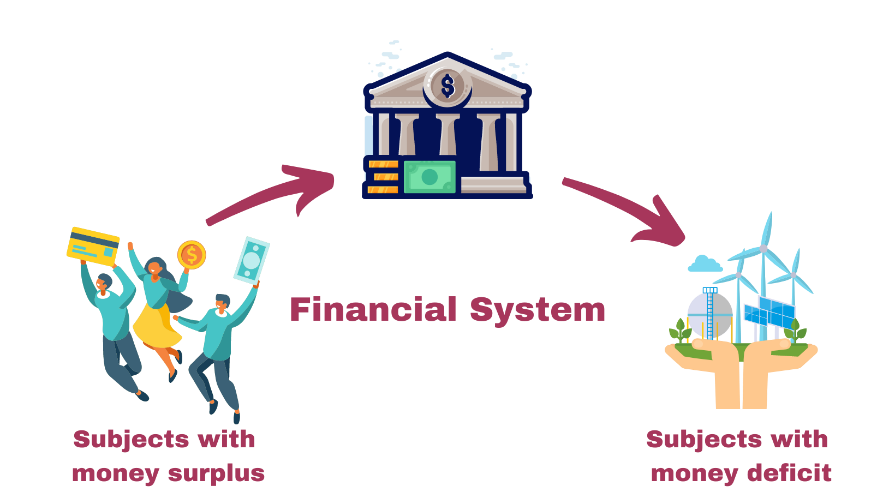 $
$
Financial System
Subjects with
money surplus
Subjects with
money deficit